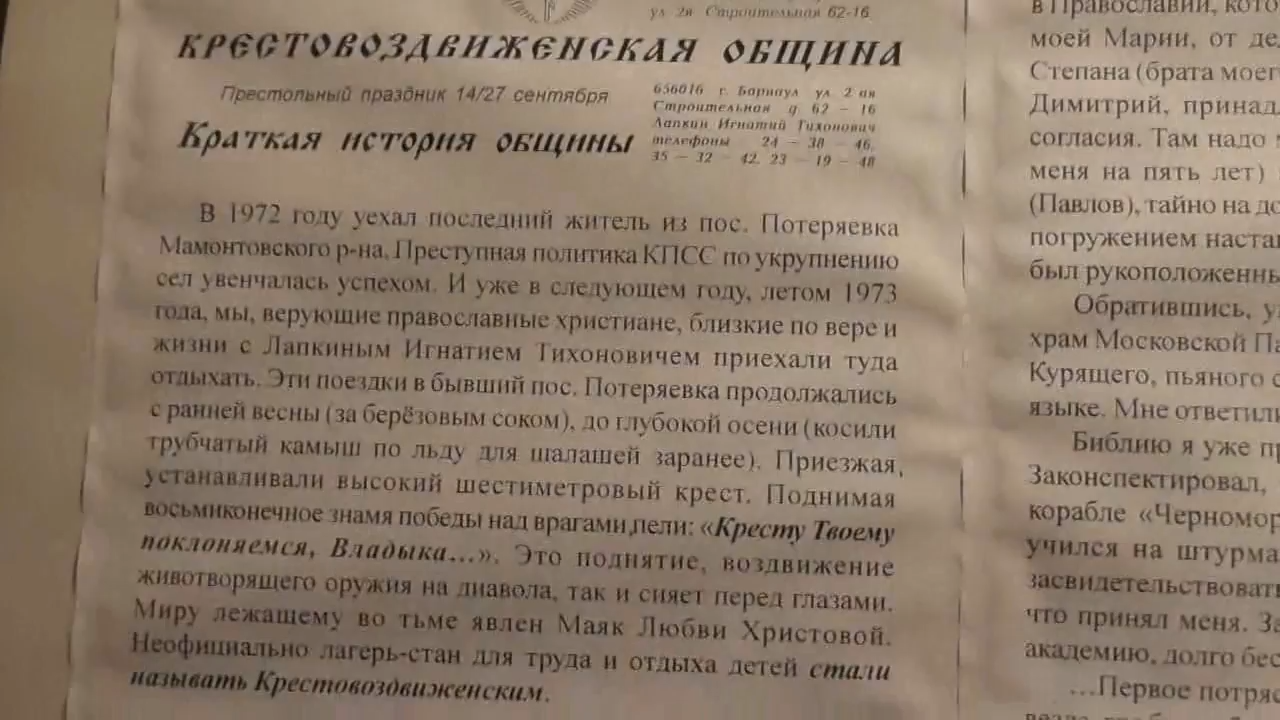 ул 2я Строительная 62-16
КРЕСТОВОЗДВИЖЕНСКАЯ ОБЩИНА
Престольный праздник 14/27 сентября
Краткая история общины
656016 г. Борнаул ул 2 ая
Строительная д. 62 – 16
Лапкин Игнатий Тихонович
телефоны 24 – 38 – 46,
35 – 32 – 42, 23 – 19 – 48
В 1972 году уехал последний житель из пос. Потеряевка
Мамонтовского р-на. Преступная политика КПСС по укрупнению
сел увенчалась успехом. И уже в следующем году, летом 1973
года, мы, верующие православные христиане, близкие по вере и
жизни с Лапкиным Игнатием Тихоновичем приехали туда
отдыхать. Эти поездки в бывший пос. Потеряевка продолжались
с ранней весны (за берёзовым соком), до глубокой осени (косили
трубчатый камыш по льду для шалашей заранее). Приезжая,
устанавливали высокий шестиметровый крест. Поднимая
восьмиконечное знамя победы над врагами,пели: «Кресту Твоему
поклоняемся, Владыка...». Это поднятие, воздвижение
животворящего оружия на диавола, так и сияет перед глазами.
Миру лежащему во тьме явлен Маяк Любви Христовой.
Неофициально лагерь-стан для труда и отдыха детей стали
называть Крестовоздвиженским.
в Православии, кото
моей Марии, от де
Степана (брата моег
Димитрий, принад
согласия. Там надо
меня на пять лет)
(Павлов), тайно на до
погружением наста
был рукоположенны
Обратившись, у
храм Московской Па
Курящего, пьяного с
языке. Мне ответил
Библию я уже п
Законспектировал,
корабле «Черномор
учился на штурма
засвидетельствовать
что принял меня. За
академию, долго бес
...Первое потряс